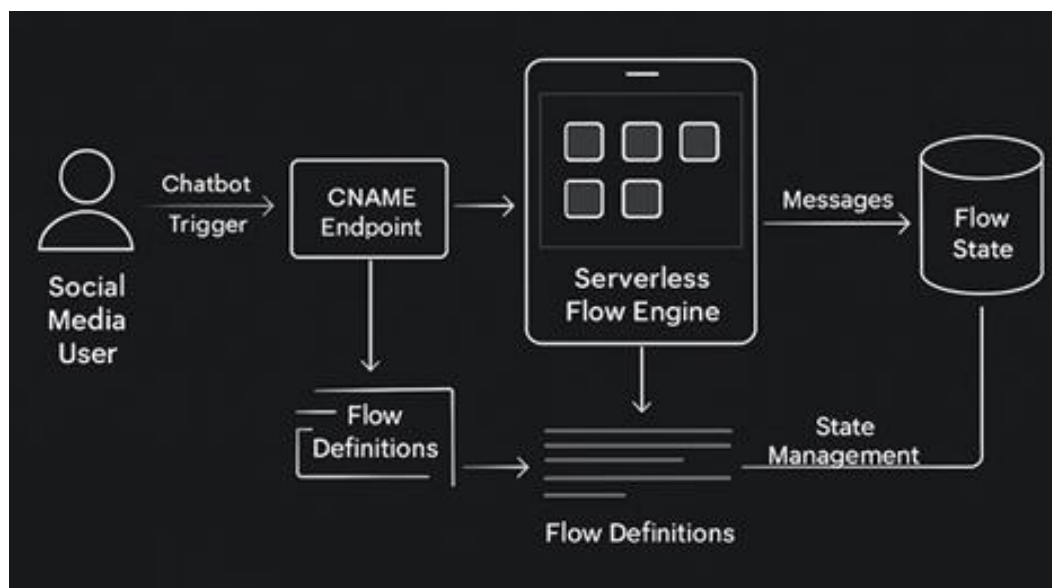 Chatbot
Trigger
Social
Media
User
CNAME
Endpoint
Serverless
Flow Engine
Messages
Flow
State
Flow
Definitions
Flow Definitions
State
Management